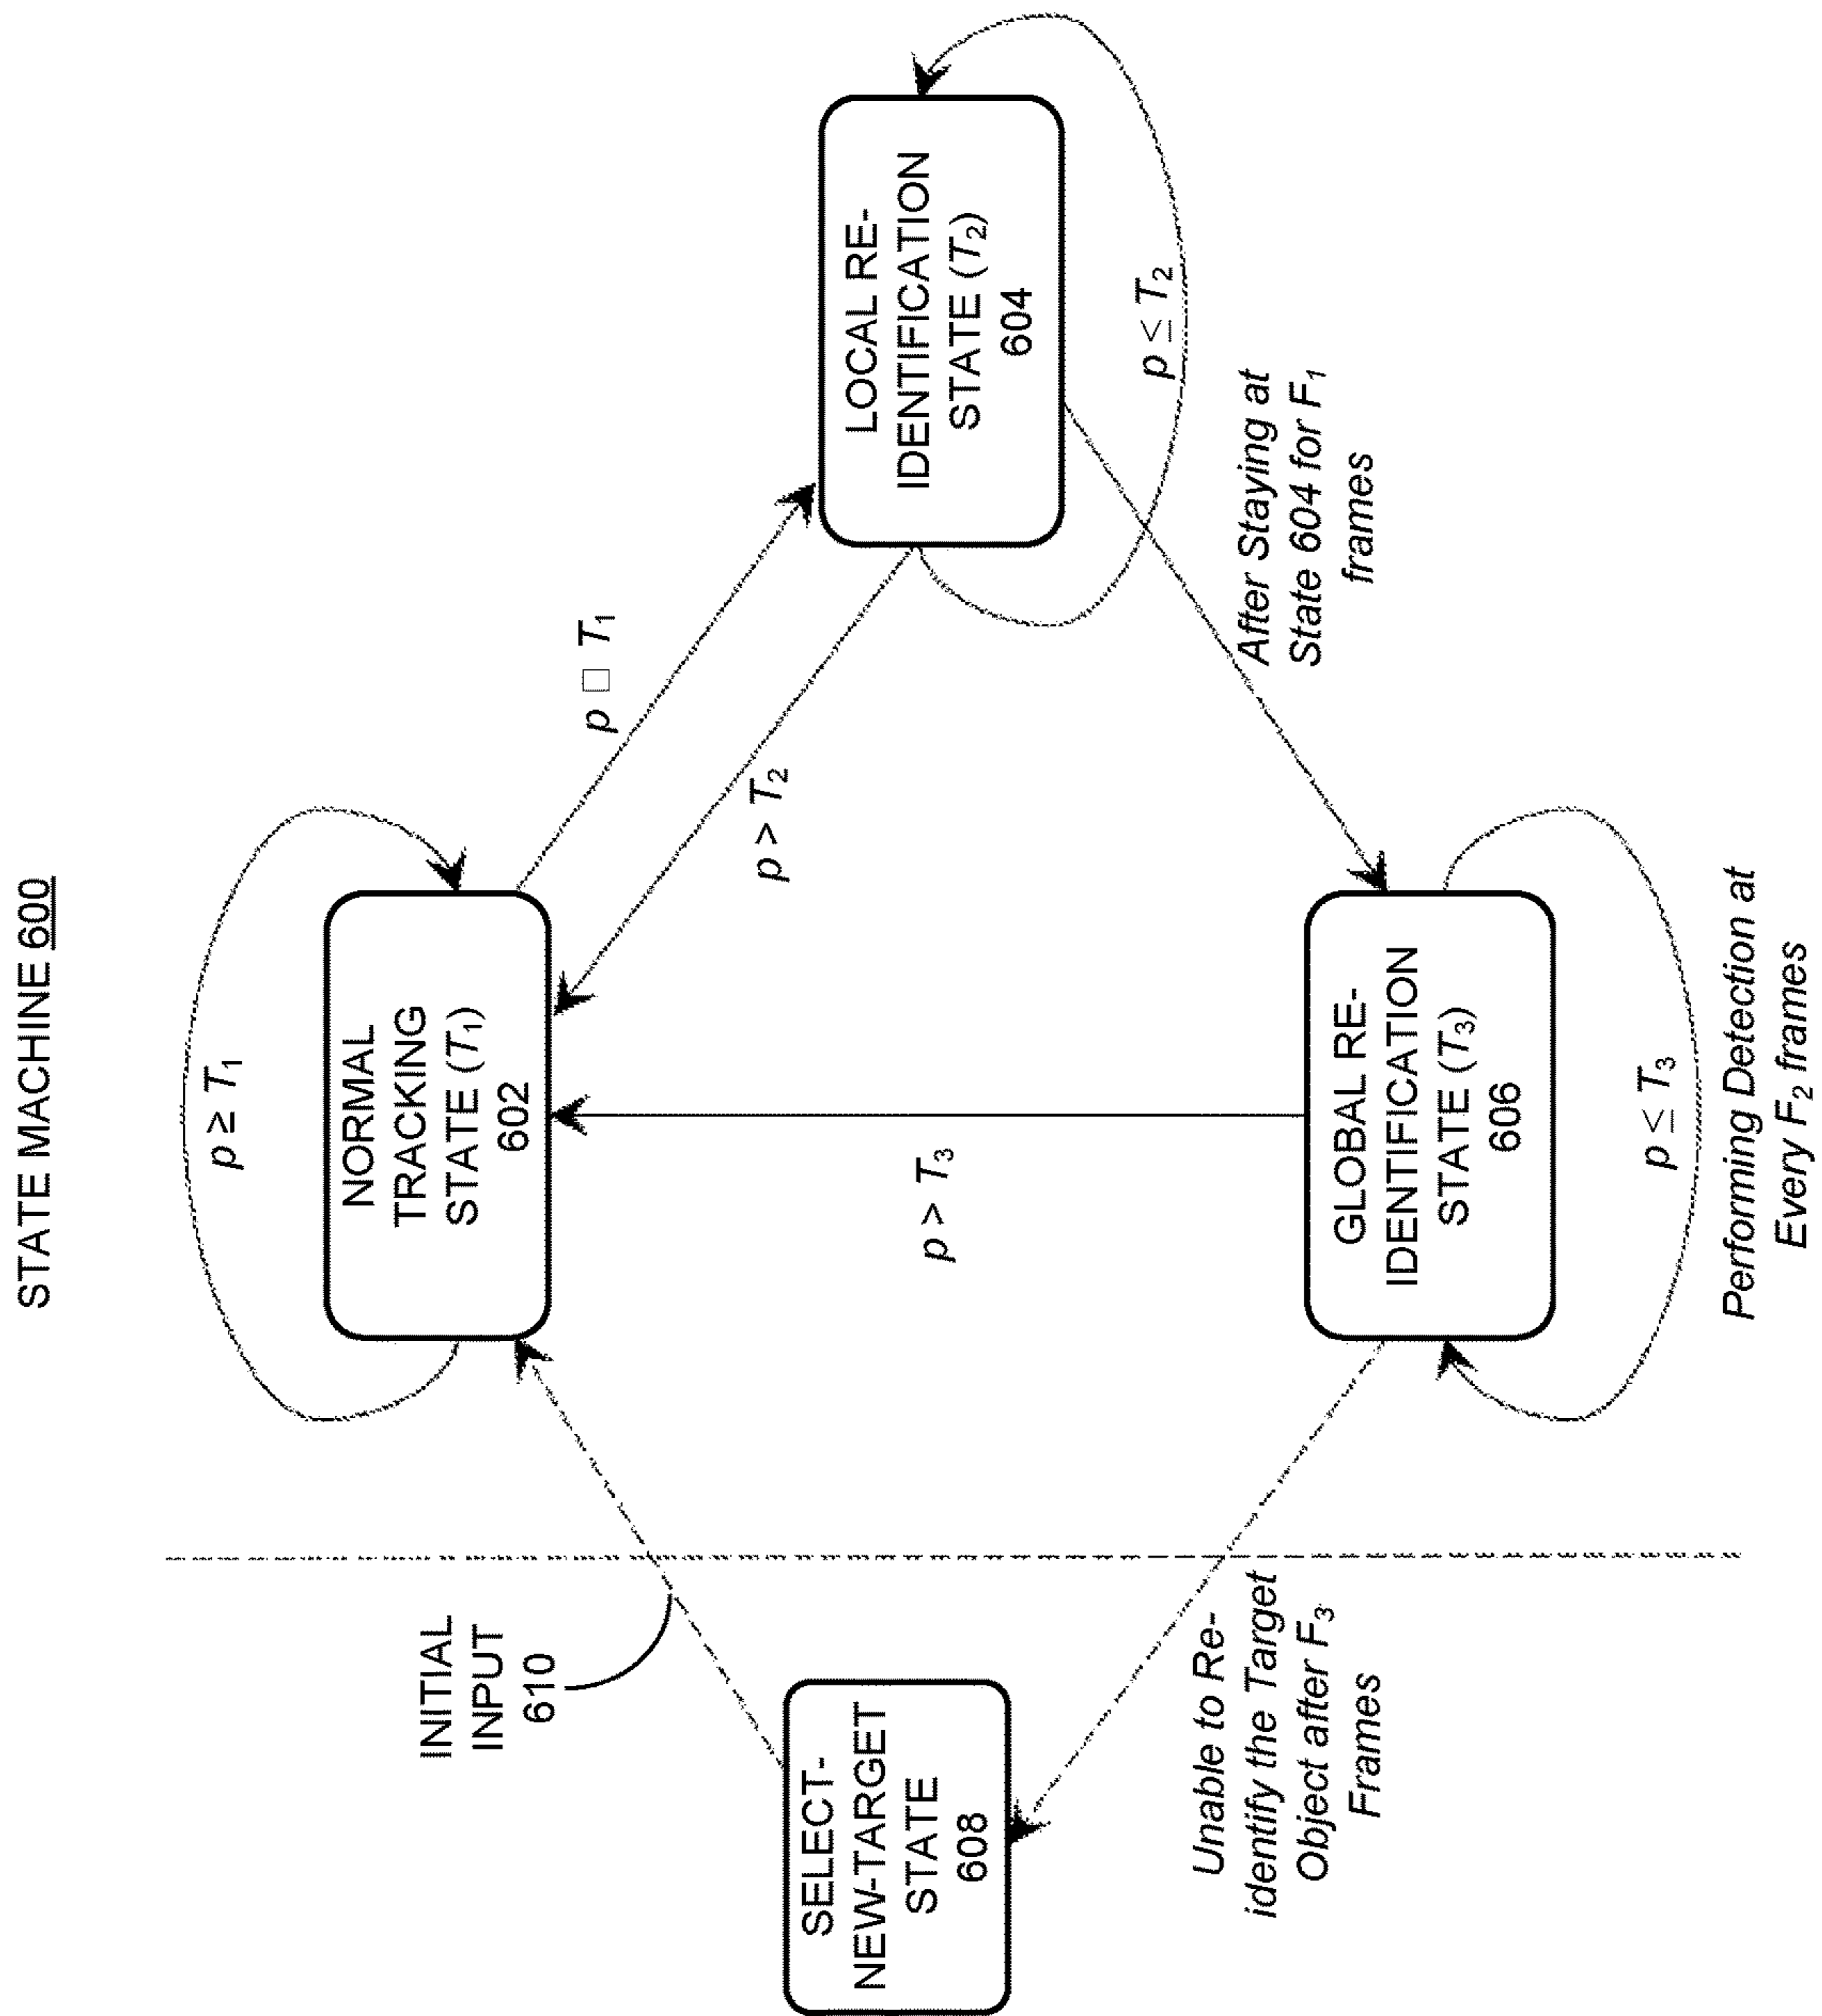 STATE MACHINE 600
p ≥ T1
NORMAL
TRACKING
STATE (T1)
602
INITIAL
INPUT
610
p □ T1
p > T2
SELECT-
NEW-TARGET
STATE
608
LOCAL RE-
IDENTIFICATION
STATE (T2)
604
p > T3
p ≤ T2
Unable to Re-
identify the Target
Object after F3
Frames
GLOBAL RE-
IDENTIFICATION
STATE (T3)
606
After Staying at
State 604 for F1
frames
p ≤ T3
Performing Detection at
Every F2 frames